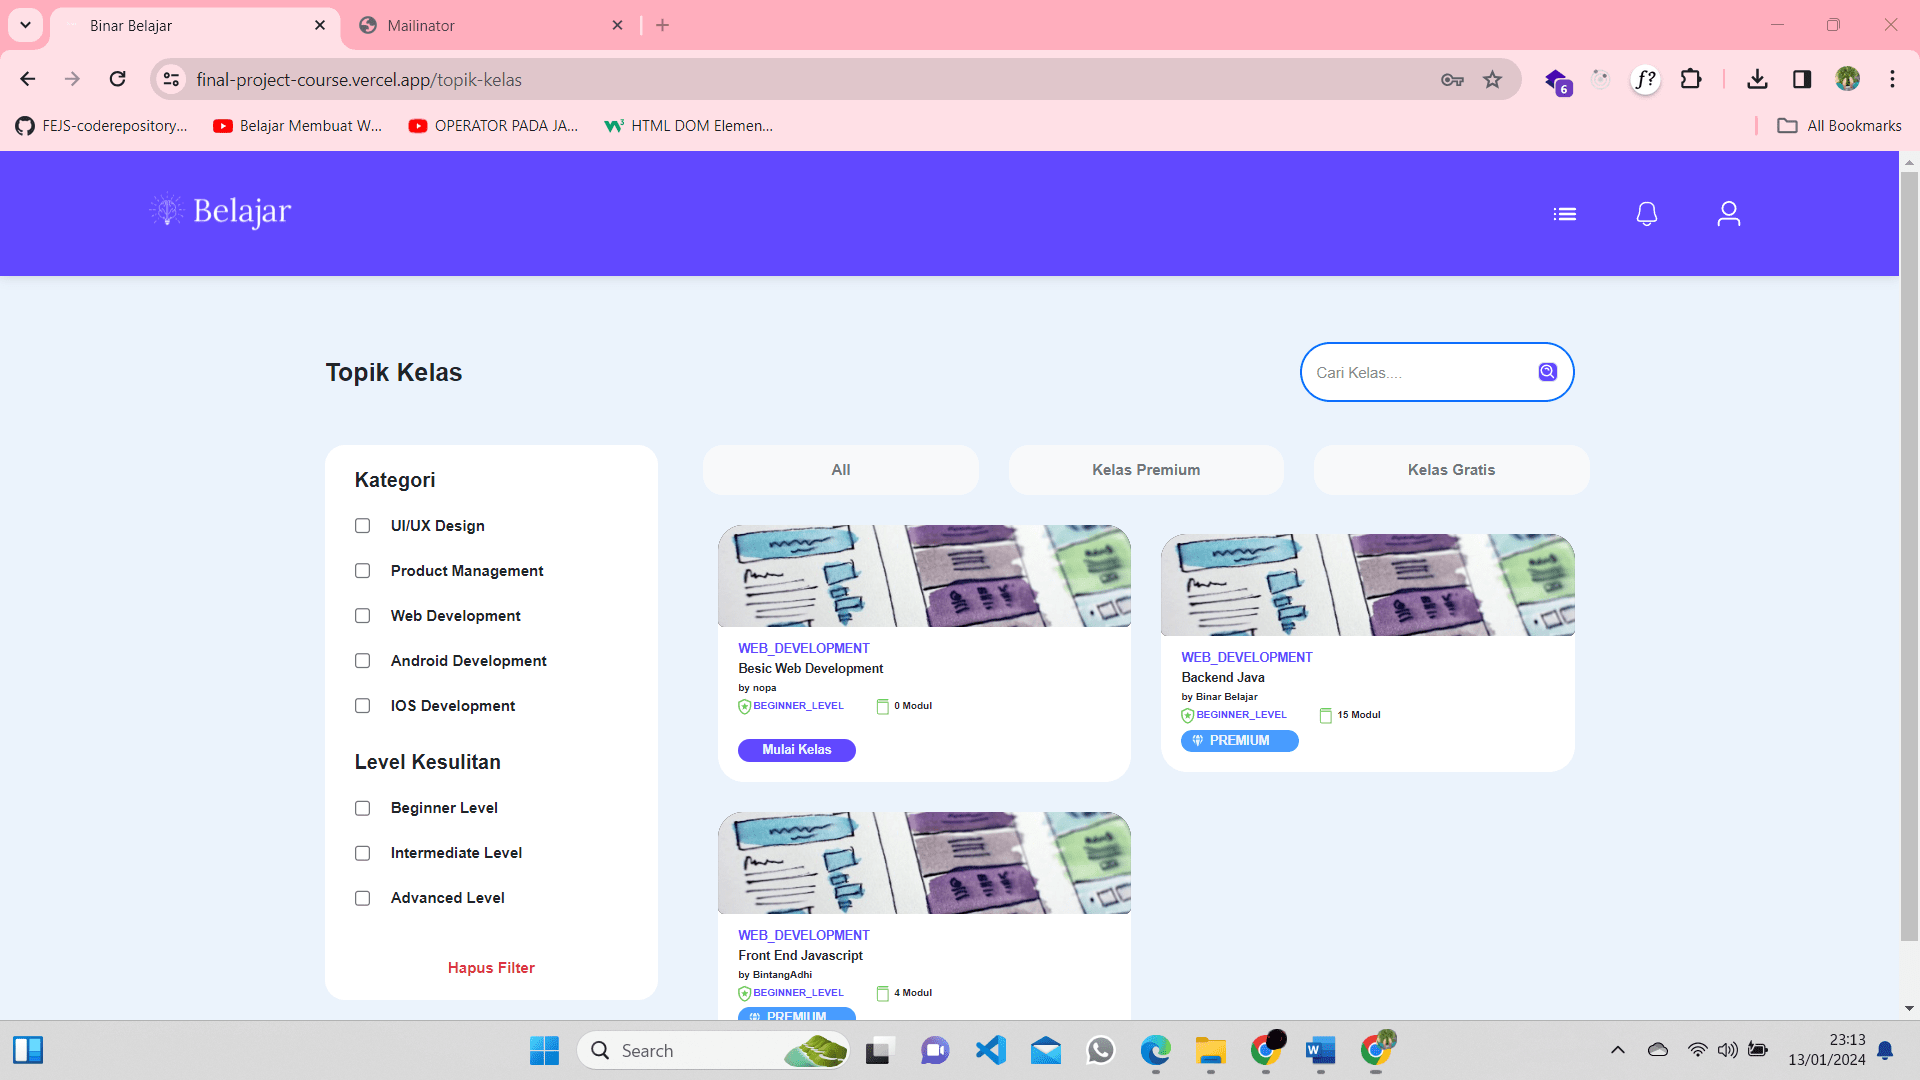 Binar Belajar
Mailinator
final-project-course.vercel.app/topik-kelas
6
f?
FEJS-coderepository...
Belajar Membuat W...
OPERATOR PADA JA...
HTML DOM Elemen...
All Bookmarks
Belajar
Topik Kelas
Cari Kelas....
Kategori
UI/UX Design
Product Management
Web Development
Android Development
IOS Development
Level Kesulitan
Beginner Level
Intermediate Level
Advanced Level
Hapus Filter
All
Kelas Premium
Kelas Gratis
WEB_DEVELOPMENT
Besic Web Development
by nopa
BEGINNER_LEVEL
0 Modul
Mulai Kelas
WEB_DEVELOPMENT
Backend Java
by Binar Belajar
BEGINNER_LEVEL
15 Modul
PREMIUM
WEB_DEVELOPMENT
Front End Javascript
by BintangAdhi
BEGINNER_LEVEL
4 Modul
PREMIUM
Search
23:13
13/01/2024